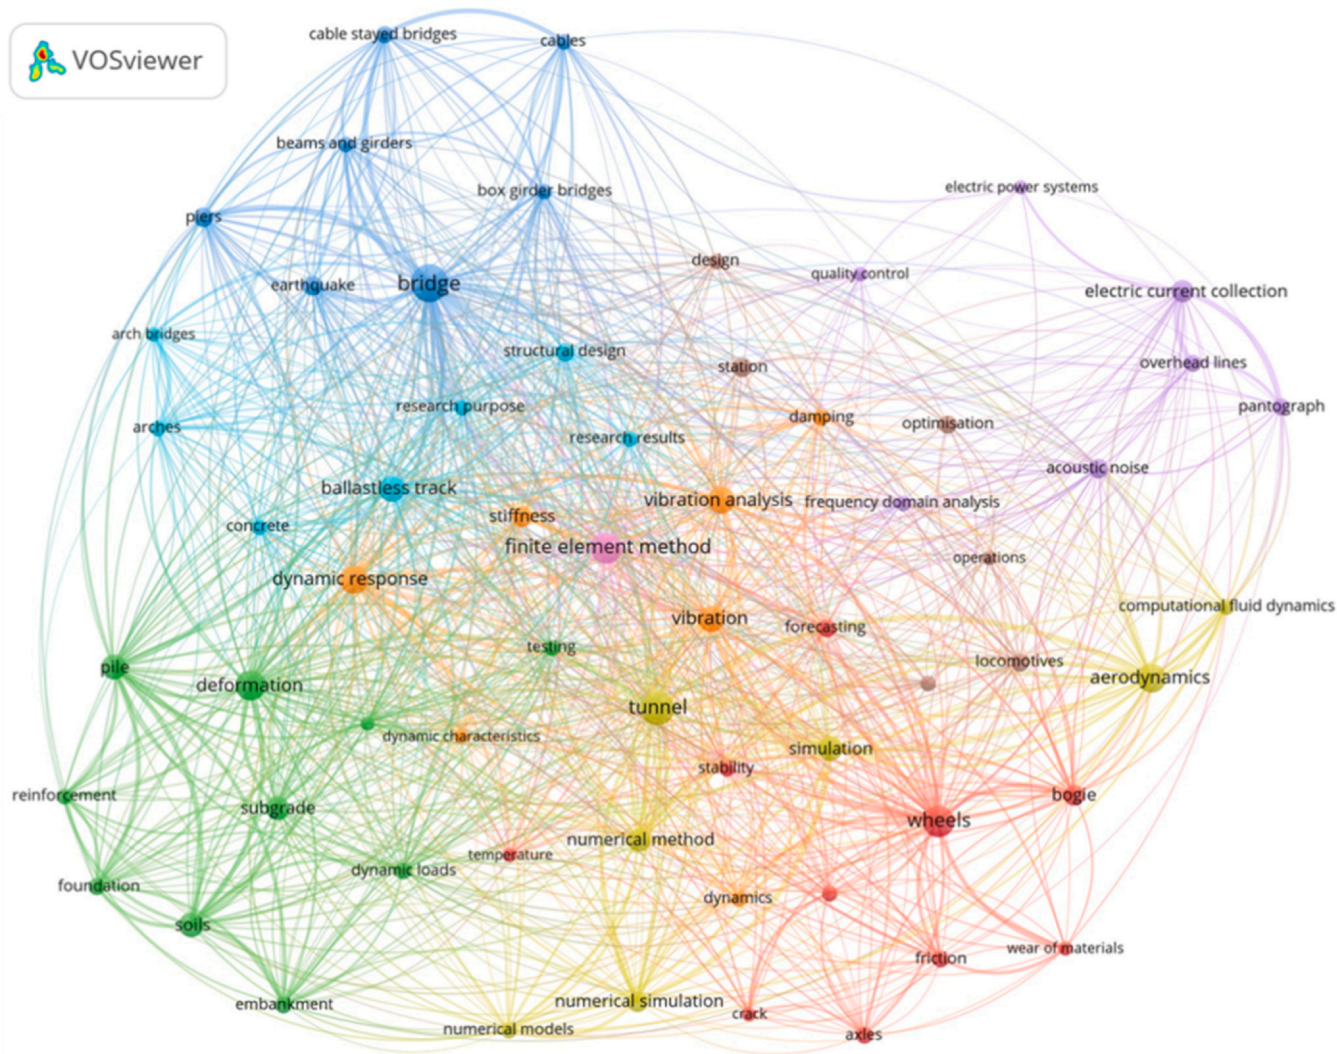 cable stayed bridges
cables
VOSviewer
beams and girders
box girder bridges
electric power systems
piers
design
quality control
earthquake
bridge
electric current collection
arch bridges
structural design
station
overhead lines
research purpose
pantograph
damping
optimisation
arches
research results
acoustic noise
ballastless track
vibration analysis
frequency domain analysis
stiffness
concrete
finite element method
operations
dynamic response
computational fluid dynamics
vibration
forecasting
testing
locomotives
pile
deformation
aerodynamics
tunnel
dynamic characteristics
simulation
stability
reinforcement
subgrade
bogie
wheels
numerical method
temperature
dynamic loads
foundation
dynamics
soils
wear of materials
friction
embankment
numerical simulation
crack
numerical models
axles